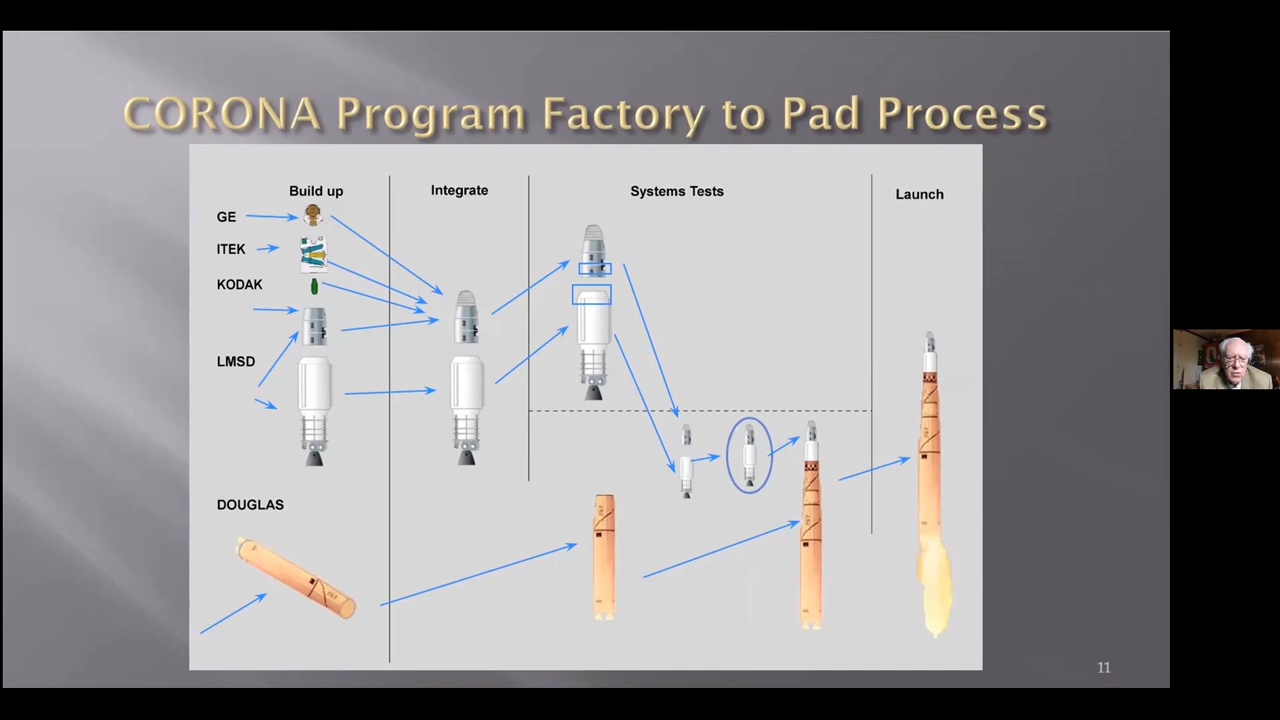 CORONA Program Factory to Pad Process
Build up
Integrate
Systems Tests
Launch
GE
ITEK
KODAK
LMSD
DOUGLAS
11